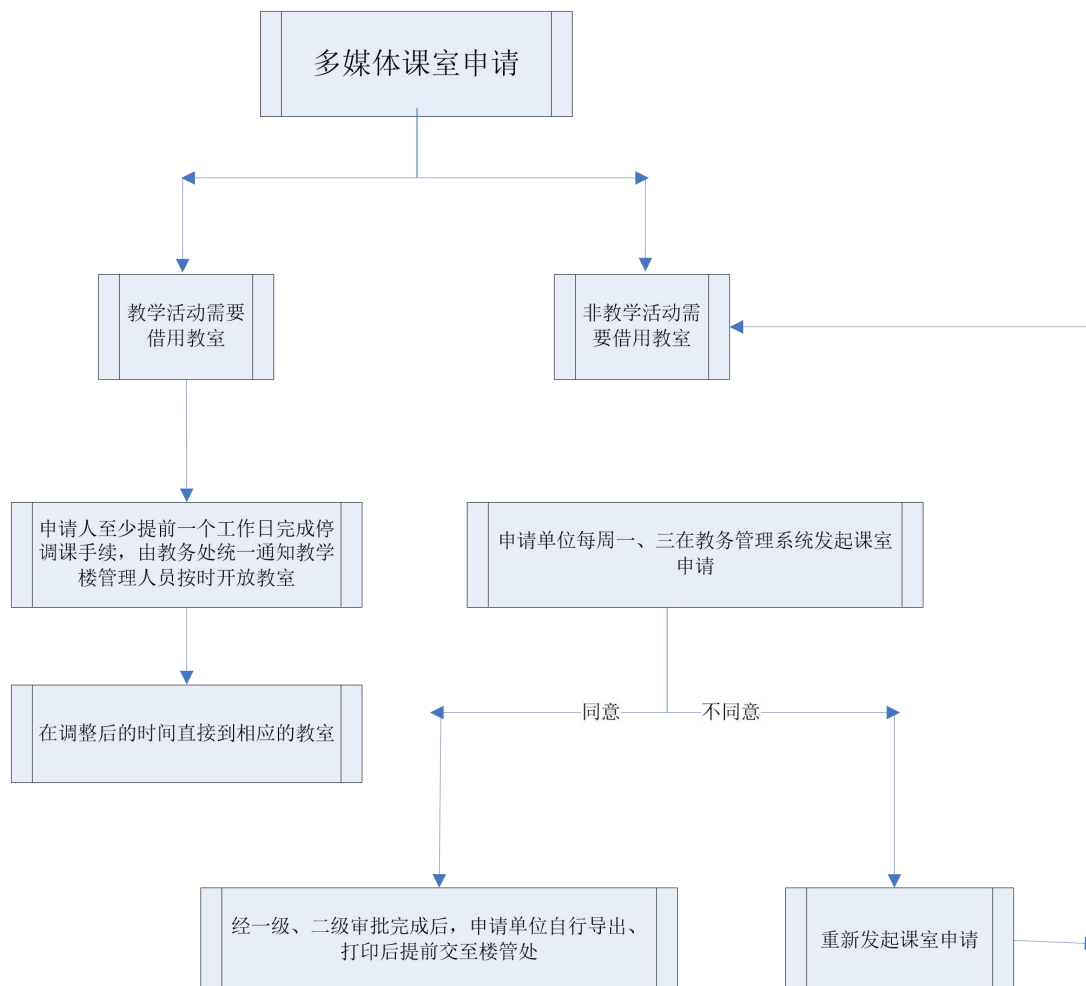 多媒体课室申请
教学活动需要
借用教室
非教学活动需
要借用教室
申请人至少提前一个工作日完成停
调课手续，由教务处统一通知教学
楼管理人员按时开放教室
申请单位每周一、三在教务管理系统发起课室
申请
在调整后的时间直接到相应的教室
同意
不同意
经一级、二级审批完成后，申请单位自行导出、
打印后提前交至楼管处
重新发起课室申请